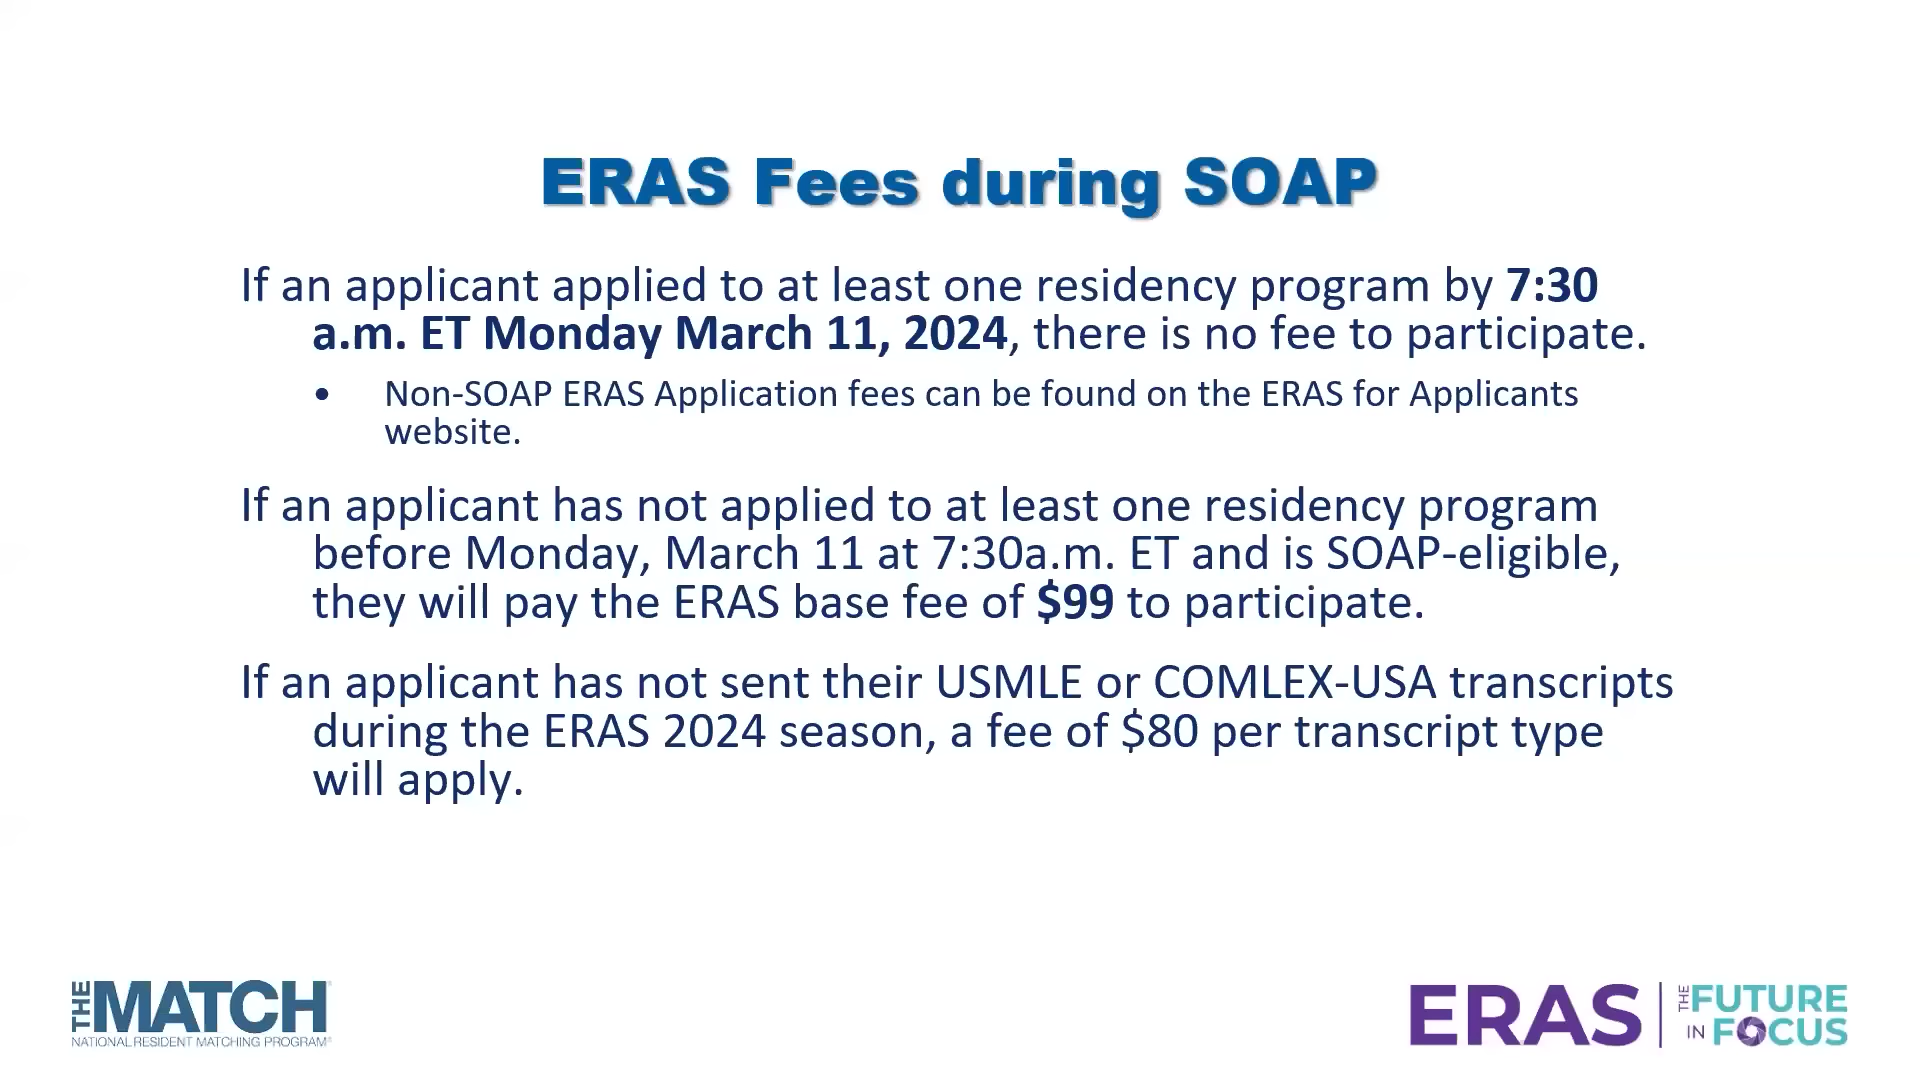 ERAS Fees during SOAP
If an applicant applied to at least one residency program by 7:30
a.m. ET Monday March 11, 2024, there is no fee to participate.
• Non-SOAP ERAS Application fees can be found on the ERAS for Applicants
website.
If an applicant has not applied to at least one residency program
before Monday, March 11 at 7:30a.m. ET and is SOAP-eligible,
they will pay the ERAS base fee of $99 to participate.
If an applicant has not sent their USMLE or COMLEX-USA transcripts
during the ERAS 2024 season, a fee of $80 per transcript type
will apply.
THE MATCH
NATIONAL RESIDENT MATCHING PROGRAM®
ERAS
THE FUTURE
IN FOCUS